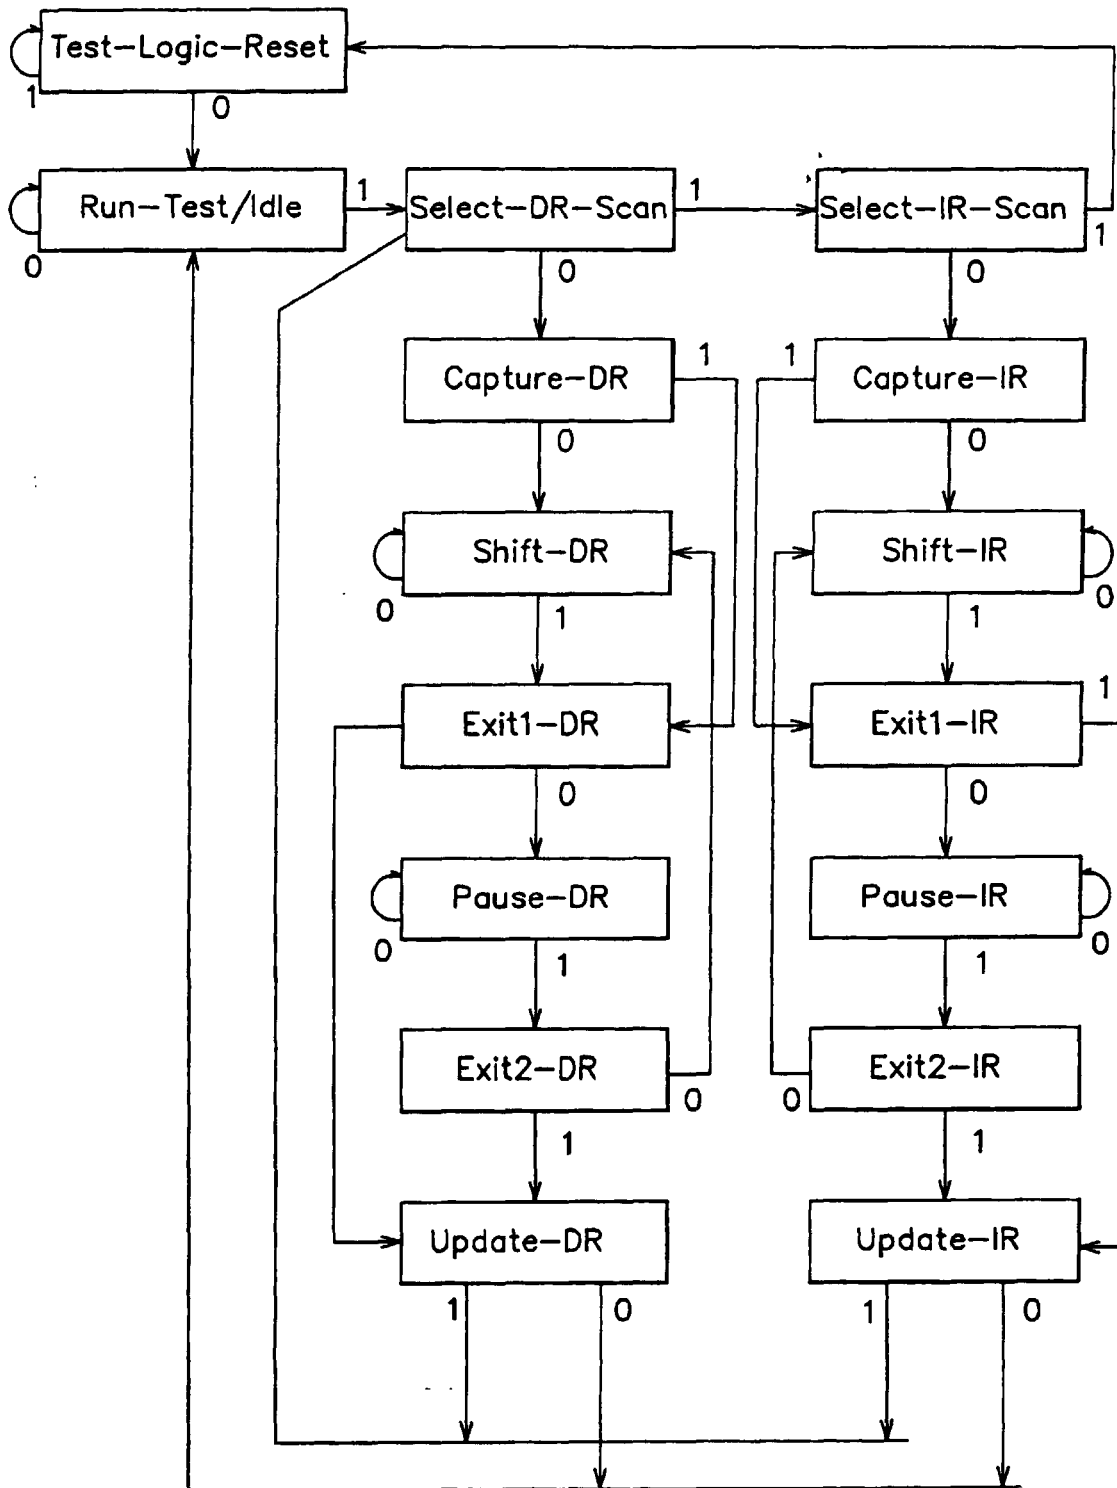 Test-Logic-Reset
1
0
Run-Test/Idle
0
1
Select-DR-Scan
1
Select-IR-Scan
1
0
0
Capture-DR
1
1
Capture-IR
0
0
Shift-DR
0
1
Shift-IR
0
1
Exit1-DR
Exit1-IR
1
0
0
Pause-DR
0
1
Pause-IR
0
1
Exit2-DR
0
0
Exit2-IR
1
1
Update-DR
Update-IR
1
0
1
0